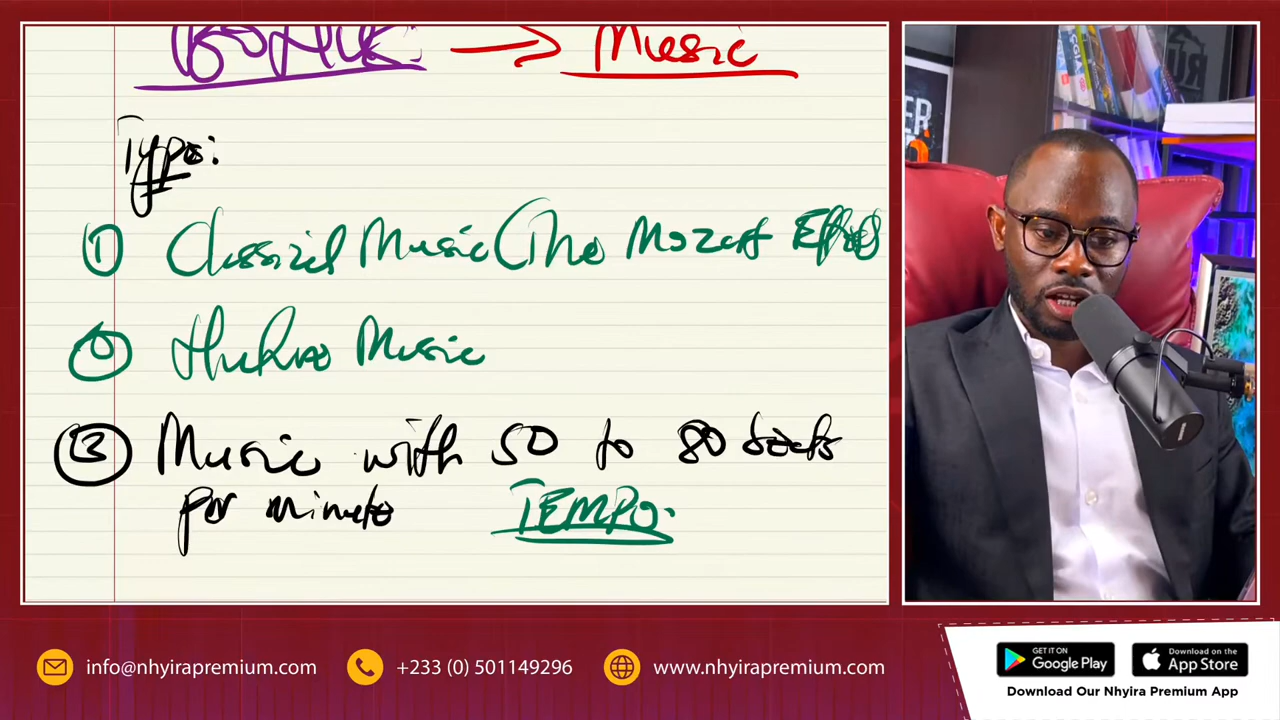 → Music
Type:
① Classical Music (The Mozart Effect)
② Music
③ Music with 50 to 80 beats
per minute TEMPO.
info@nhyirapremium.com +233 (0) 501149296 www.nhyirapremium.com
GET IT ON Google Play Download on the App Store
Download Our Nhyira Premium App